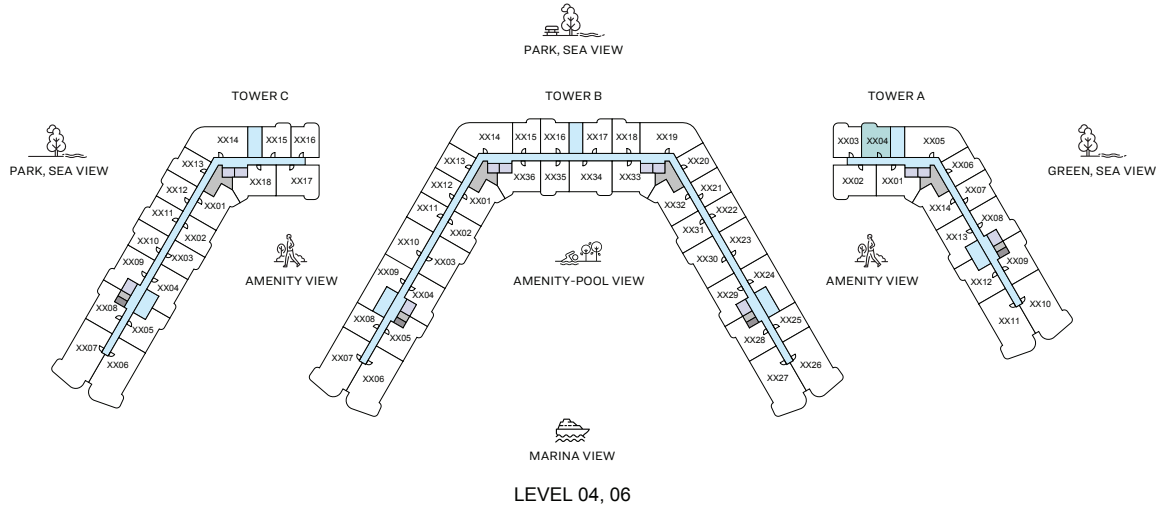 PARK, SEA VIEW
TOWER C
TOWER B
TOWER A
PARK, SEA VIEW
GREEN, SEA VIEW
XX14
XX15
XX16
XX13
XX12
XX11
XX10
XX09
XX08
XX07
XX06
XX05
XX04
XX03
XX02
XX01
XX18
XX17
XX14
XX15
XX16
XX17
XX18
XX19
XX13
XX12
XX11
XX10
XX09
XX08
XX07
XX06
XX05
XX04
XX03
XX02
XX01
XX36
XX35
XX34
XX33
XX20
XX21
XX22
XX23
XX24
XX25
XX26
XX27
XX28
XX29
XX30
XX31
XX32
XX03
XX04
XX05
XX02
XX01
XX06
XX07
XX08
XX09
XX10
XX11
XX12
XX13
XX14
AMENITY VIEW
AMENITY-POOL VIEW
AMENITY VIEW
MARINA VIEW
LEVEL 04, 06